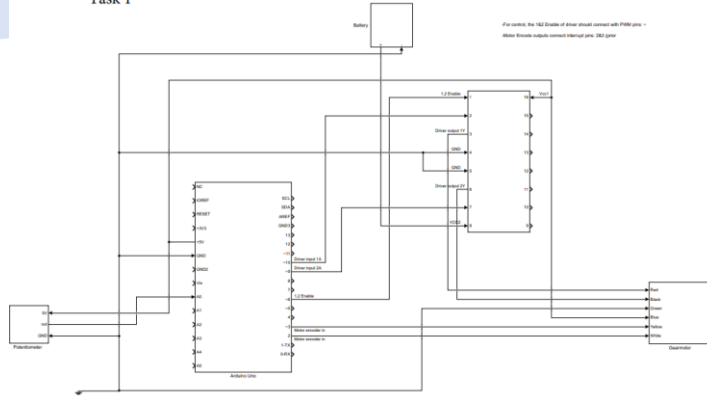 Task 1
Battery
-For control, the 1&2 Enable of driver should connect with PWM pins: ~
-Motor Encode outputs connect interrupt pins: 2&3 (prior
1,2 Enable
1
16
Vcc1
2
15
Driver output 1Y
3
14
GND
4
13
GND
5
12
Driver output 2Y
6
11
7
10
VCC2
8
9
NC
IOREF
RESET
+3V3
+5V
GND
GND2
Vin
A0
A1
A2
A3
A4
A5
SCL
SDA
AREF
GND3
13
12
~11
~10
Driver input 1A
~9
Driver input 2A
8
7
~6
1,2 Enable
~5
4
~3
Motor encoder in
2
Motor encoder in
1-TX
0-RX
Arduino Uno
5V
out
GND
Potentiometer
Red
Black
Green
Blue
Yellow
White
Gearmotor